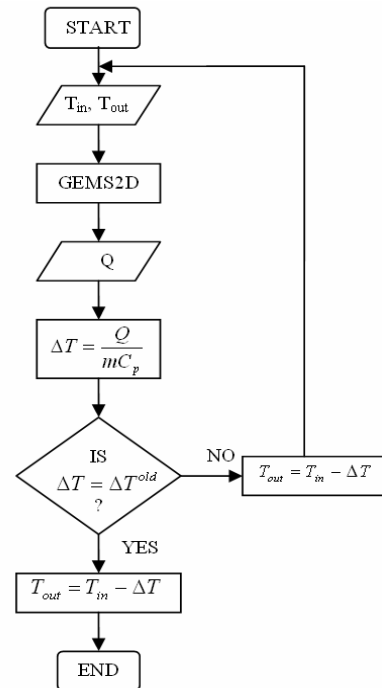 START
T_in, T_out
GEMS2D
Q
ΔT = Q / mC_p
IS
ΔT = ΔT^old
?
NO
T_out = T_in − ΔT
YES
T_out = T_in − ΔT
END